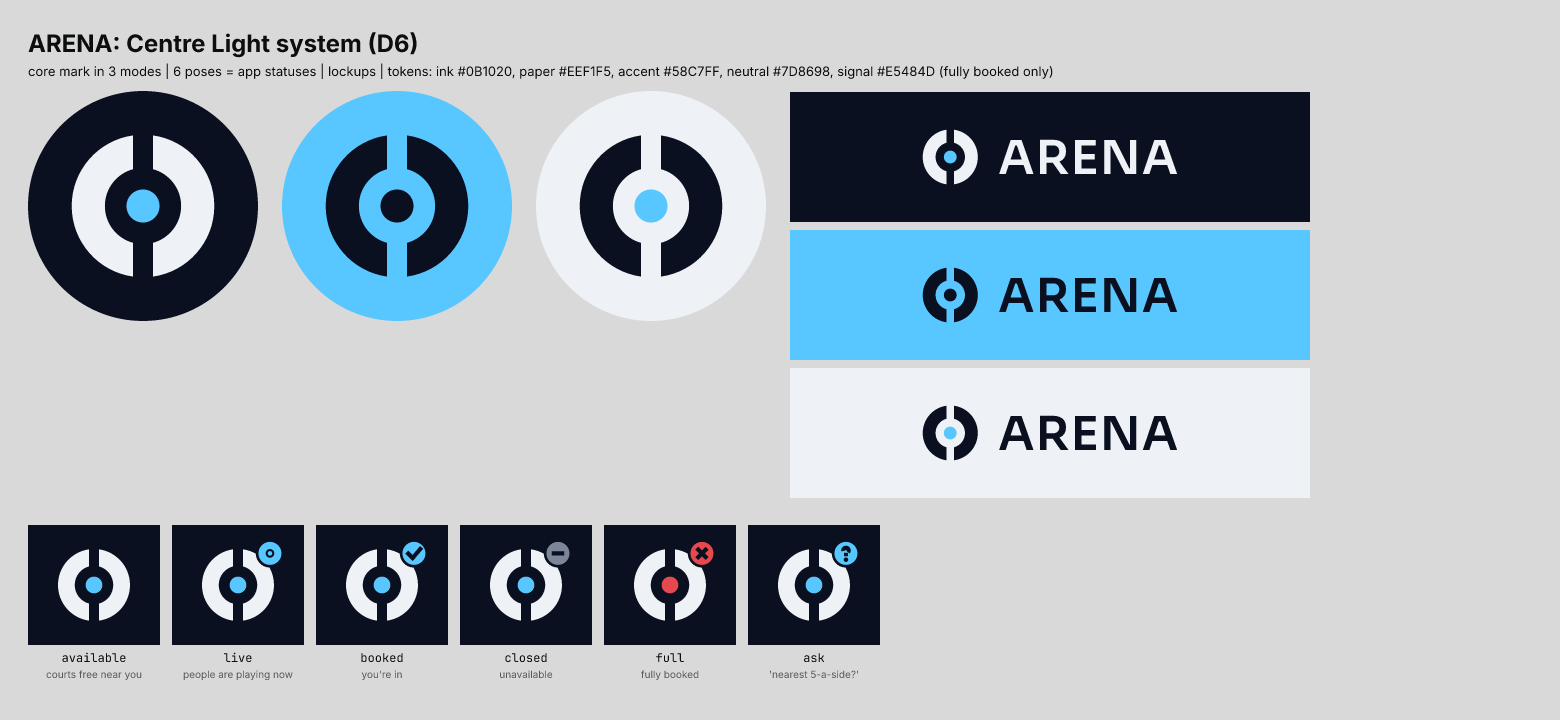 ARENA: Centre Light system (D6)
core mark in 3 modes | 6 poses = app statuses | lockups | tokens: ink #0B1020, paper #EEF1F5, accent #58C7FF, neutral #7D8698, signal #E5484D (fully booked only)
ARENA
ARENA
ARENA
?
available
courts free near you
live
people are playing now
booked
you're in
closed
unavailable
full
fully booked
ask
'nearest 5-a-side?'